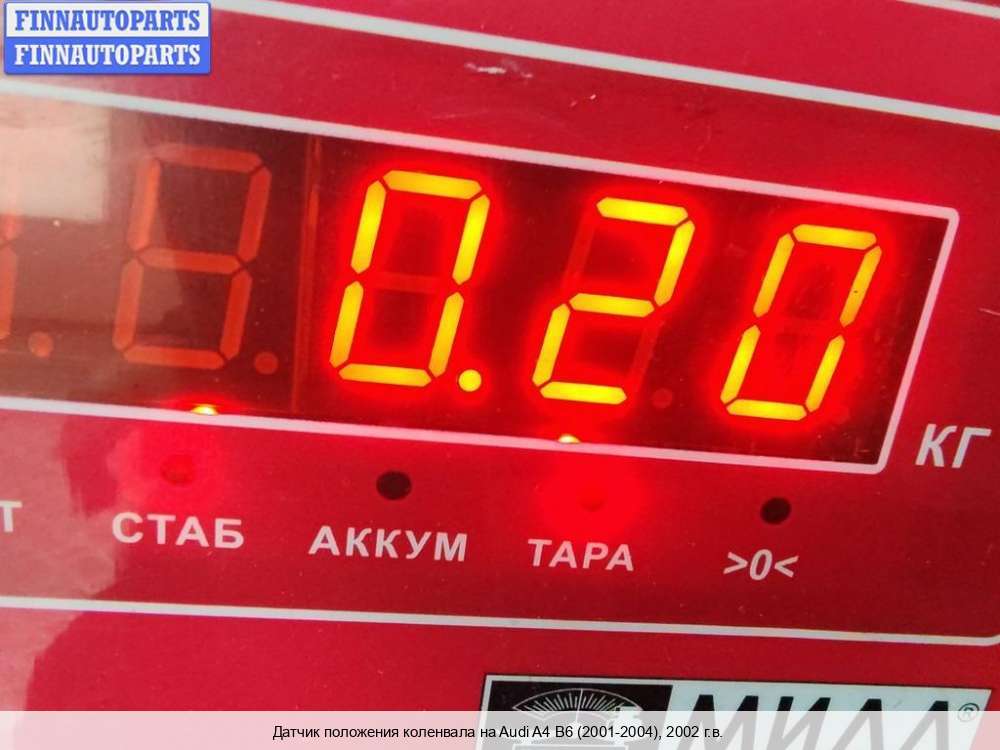 FINNAUTOPARTS
FINNAUTOPARTS
0.20
КГ
СТАБ АККУМ ТАРА >0<
МИДЛ®
Датчик положения коленвала на Audi A4 B6 (2001-2004), 2002 г.в.